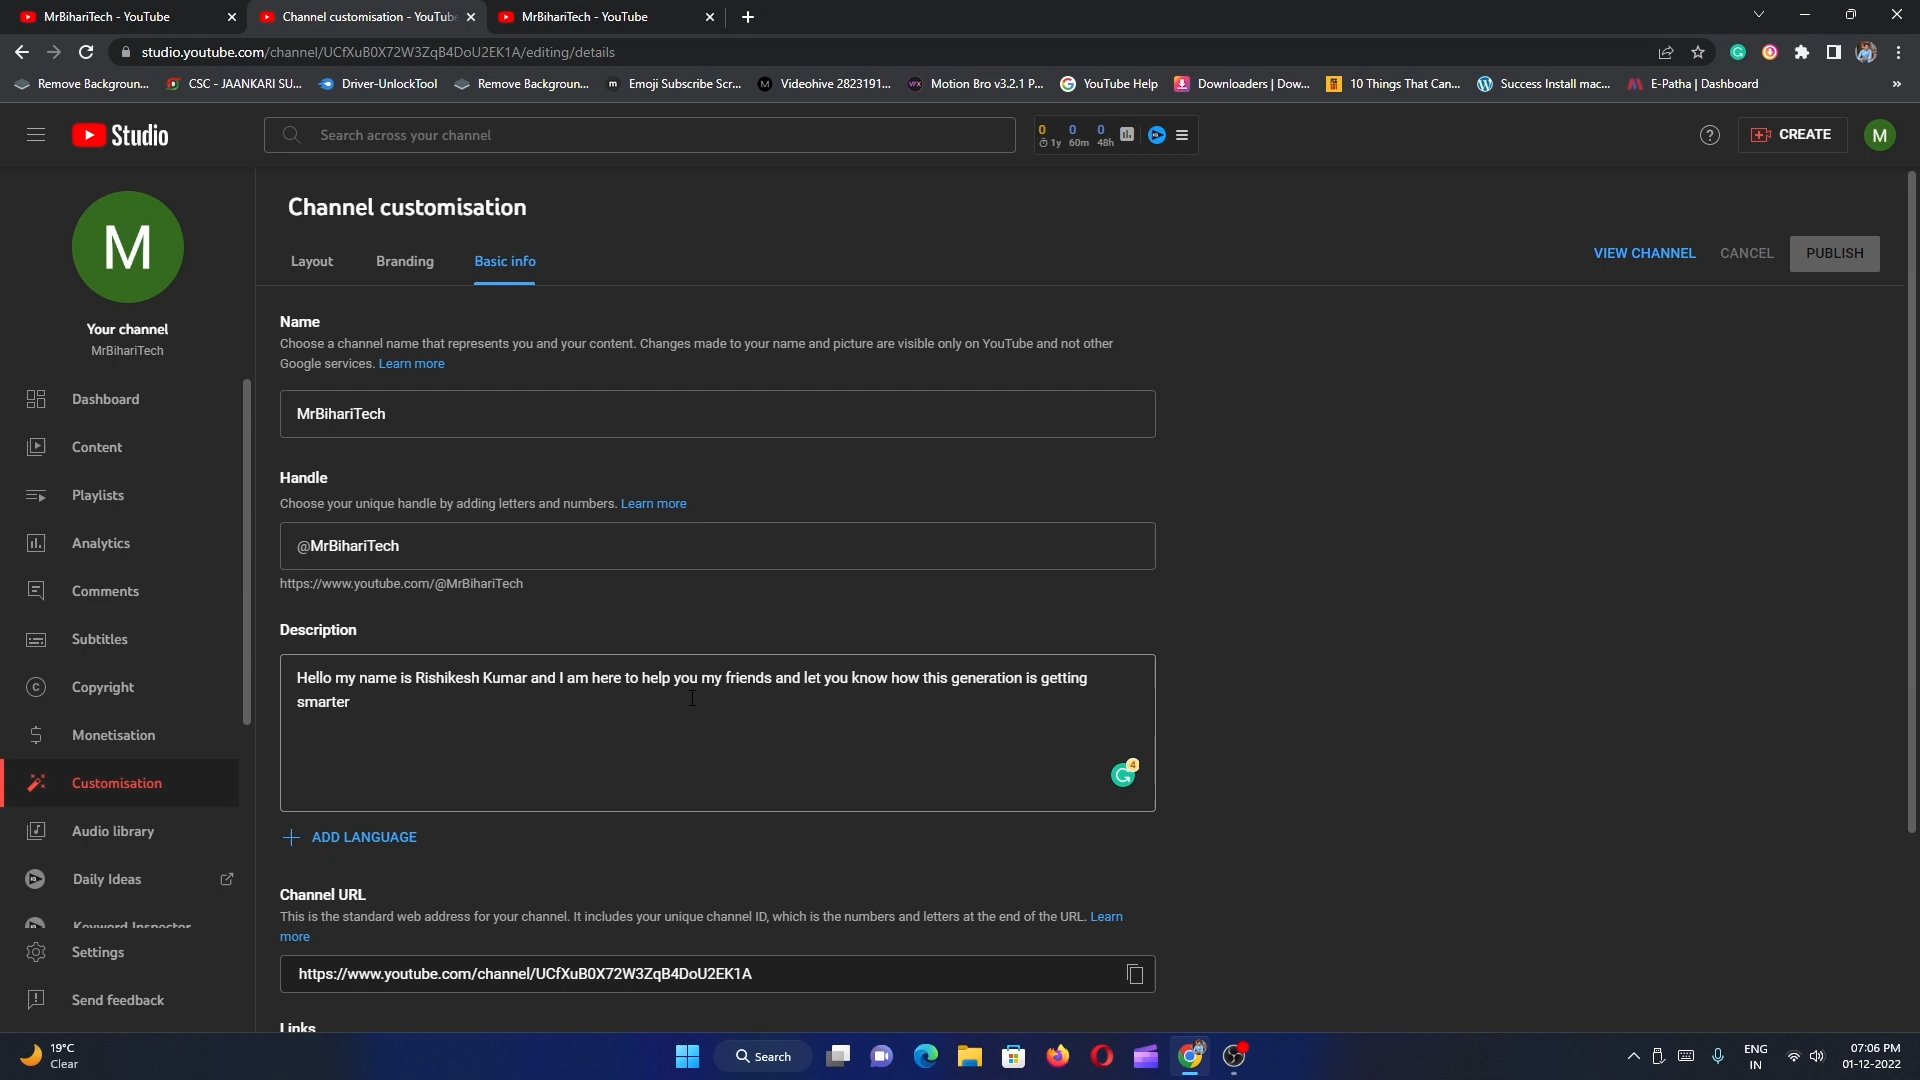 MrBihariTech - YouTube
Channel customisation - YouTube
MrBihariTech - YouTube
studio.youtube.com/channel/UCfXuB0X72W3ZqB4DoU2EK1A/editing/details
Remove Backgroun...
CSC - JAANKARI SU...
Driver-UnlockTool
Remove Backgroun...
Emoji Subscribe Scr...
Videohive 2823191...
Motion Bro v3.2.1 P...
YouTube Help
Downloaders | Dow...
10 Things That Can...
Success Install mac...
E-Patha | Dashboard
Studio
Search across your channel
0 0 0
1y 60m 48h
CREATE
M
M
Your channel
MrBihariTech
Dashboard
Content
Playlists
Analytics
Comments
Subtitles
Copyright
Monetisation
Customisation
Audio library
Daily Ideas
Keyword Inspector
Settings
Send feedback
Channel customisation
Layout
Branding
Basic info
VIEW CHANNEL
CANCEL
PUBLISH
Name
Choose a channel name that represents you and your content. Changes made to your name and picture are visible only on YouTube and not other
Google services. Learn more
MrBihariTech
Handle
Choose your unique handle by adding letters and numbers. Learn more
@MrBihariTech
https://www.youtube.com/@MrBihariTech
Description
Hello my name is Rishikesh Kumar and I am here to help you my friends and let you know how this generation is getting
smarter
4
ADD LANGUAGE
Channel URL
This is the standard web address for your channel. It includes your unique channel ID, which is the numbers and letters at the end of the URL. Learn
more
https://www.youtube.com/channel/UCfXuB0X72W3ZqB4DoU2EK1A
Links
19°C
Clear
Search
ENG
IN
07:06 PM
01-12-2022